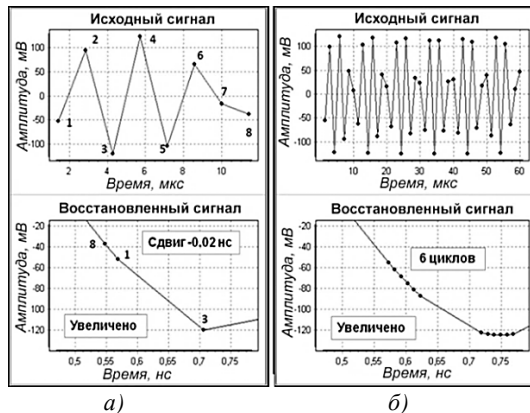 Исходный сигнал
Амплитуда, мВ
100
50
0
-50
-100
1
2
3
4
5
6
7
8
2 4 6 8 10
Время, мкс
Восстановленный сигнал
Амплитуда, мВ
-20
-40
-60
-80
-100
-120
-140
8
1
3
Сдвиг-0.02 нс
Увеличено
0,5 0,55 0,6 0,65 0,7 0,75
Время, нс
а)
Исходный сигнал
Амплитуда, мВ
100
50
0
-50
-100
10 20 30 40 50 60
Время, мкс
Восстановленный сигнал
Амплитуда, мВ
-20
-40
-60
-80
-100
-120
-140
6 циклов
Увеличено
0,5 0,55 0,6 0,65 0,7 0,75
Время, нс
б)